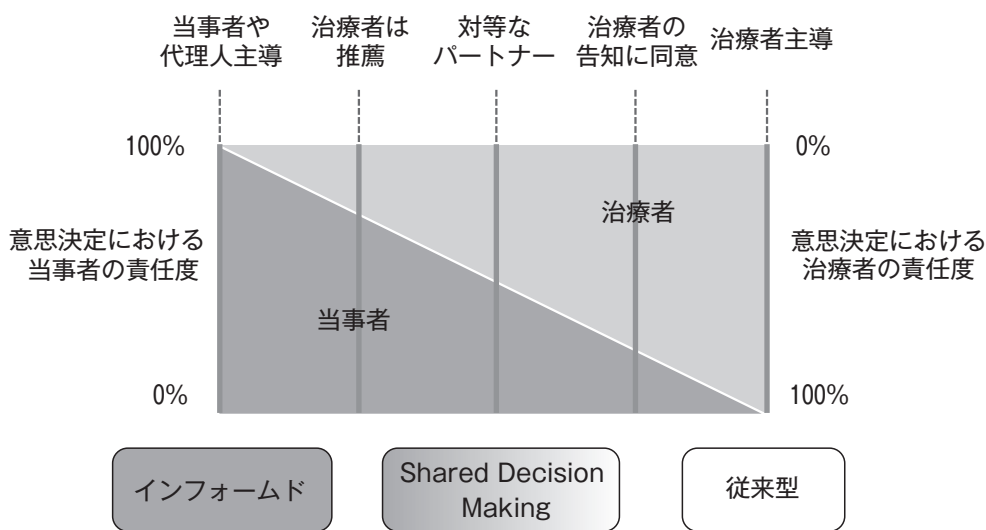 当事者や
代理人主導
治療者は
推薦
対等な
パートナー
治療者の
告知に同意
治療者主導
100%
0%
治療者
意思決定における
当事者の責任度
意思決定における
治療者の責任度
当事者
0%
100%
インフォームド
Shared Decision
Making
従来型